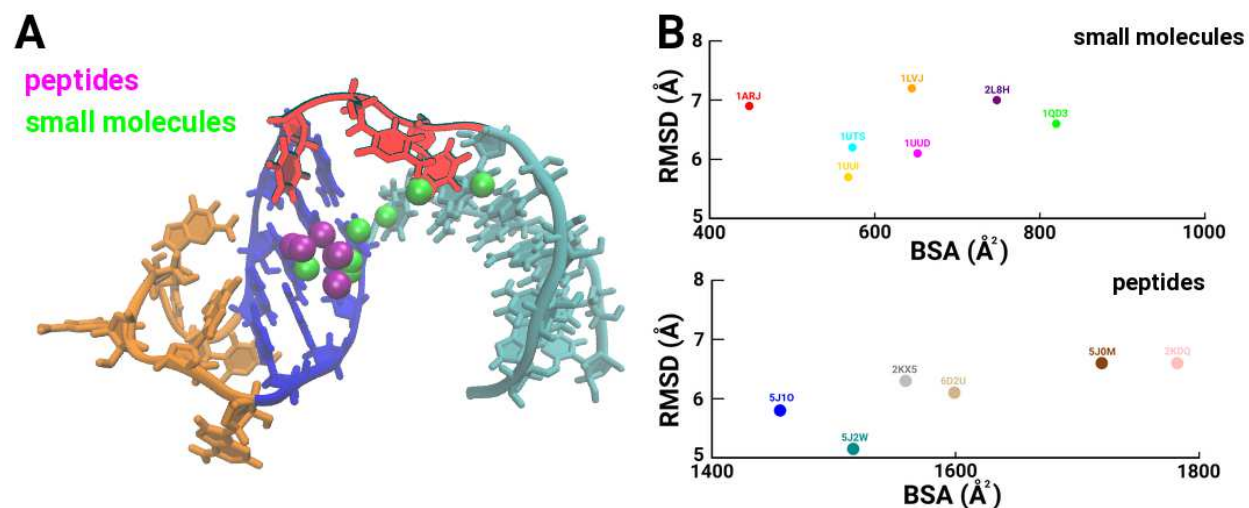 A
peptides
small molecules
B
small molecules
8
7
6
5
RMSD (Å)
1ARJ
1LVJ
2L8H
1QD3
1UTS
1UUD
1UUI
400
600
800
1000
BSA (Å²)
peptides
8
7
6
5
RMSD (Å)
5J1O
5J2W
2KX5
6D2U
5J0M
2KDQ
1400
1600
1800
BSA (Å²)